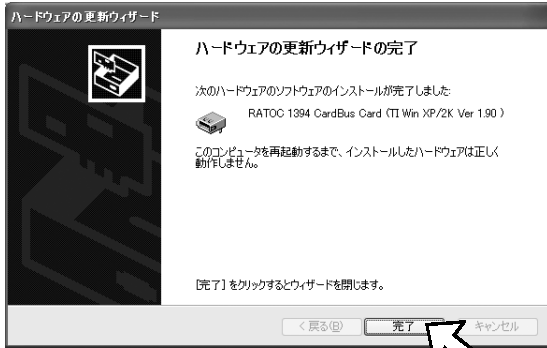 ハードウェアの更新ウィザード
ハードウェアの更新ウィザードの完了
次のハードウェアのソフトウェアのインストールが完了しました:
RATOC 1394 CardBus Card (TI Win XP/2K Ver 1.90 )
このコンピュータを再起動するまで、インストールしたハードウェアは正しく
動作しません。
[完了] をクリックするとウィザードを閉じます。
< 戻る(B)
完了
キャンセル